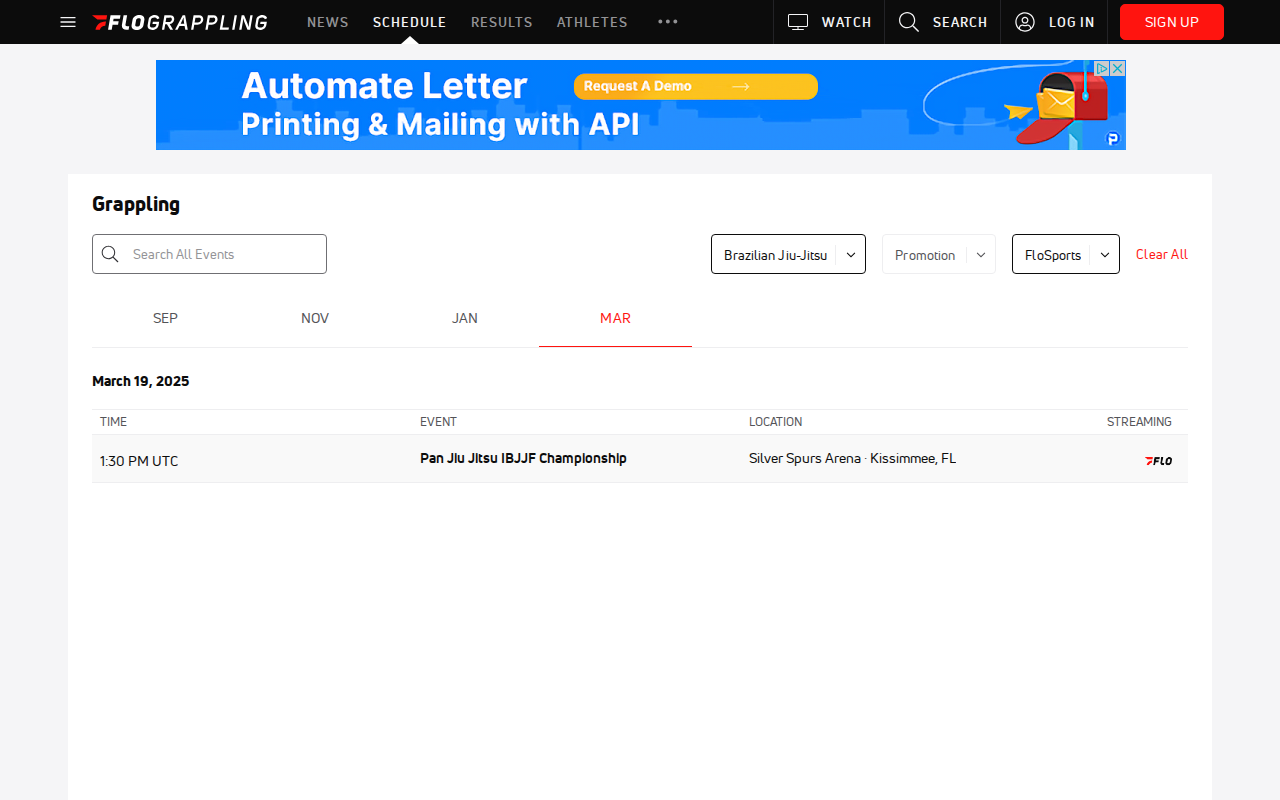 FLOGRAPPLING NEWS SCHEDULE RESULTS ATHLETES WATCH SEARCH LOG IN SIGN UP
Automate Letter
Request A Demo
Printing & Mailing with API
Grappling
Search All Events
Brazilian Jiu-Jitsu
Promotion
FloSports
Clear All
SEP NOV JAN MAR
March 19, 2025
TIME EVENT LOCATION STREAMING
1:30 PM UTC Pan Jiu Jitsu IBJJF Championship Silver Spurs Arena · Kissimmee, FL FLO